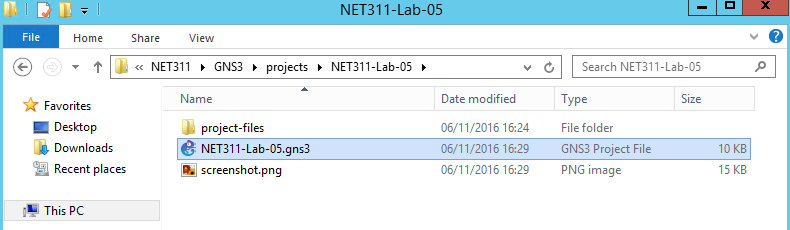 NET311-Lab-05
File Home Share View
« NET311 GNS3 projects NET311-Lab-05 Search NET311-Lab-05
Name Date modified Type Size
Favorites
Desktop
Downloads
Recent places
This PC
project-files 06/11/2016 16:24 File folder
NET311-Lab-05.gns3 06/11/2016 16:29 GNS3 Project File 10 KB
screenshot.png 06/11/2016 16:29 PNG image 15 KB